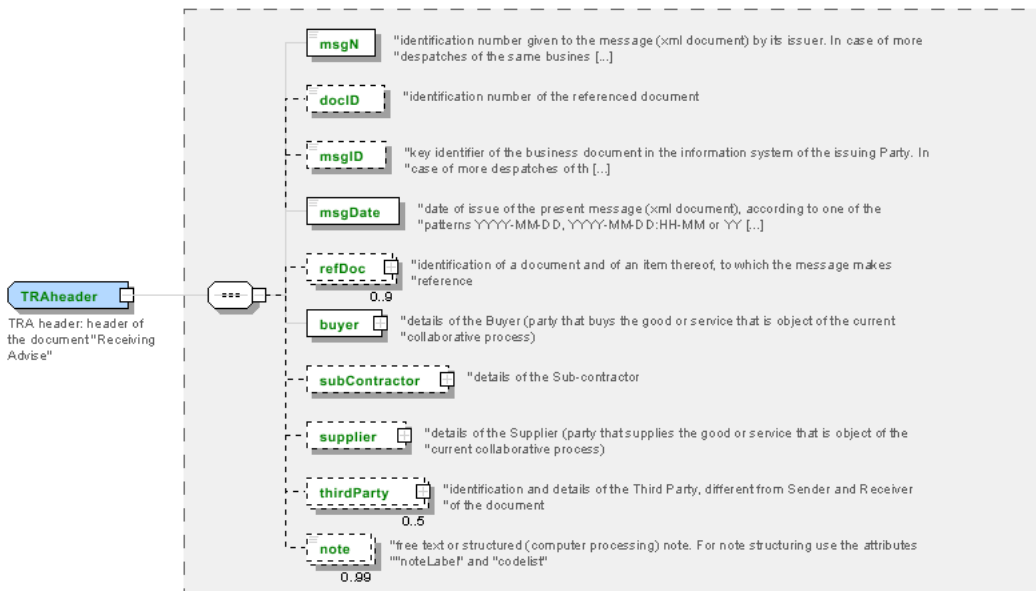 msgN
"identification number given to the message (xml document) by its issuer. In case of more
"despatches of the same busines [...]
docID
"identification number of the referenced document
msgID
"key identifier of the business document in the information system of the issuing Party. In
"case of more despatches of th [...]
msgDate
"date of issue of the present message (xml document), according to one of the
"patterns YYYY-MM-DD, YYYY-MM-DD:HH-MM or YY [...]
refDoc
"identification of a document and of an item thereof, to which the message makes
"reference
0..9
TRAheader
TRA header: header of
the document "Receiving
Advise"
buyer
"details of the Buyer (party that buys the good or service that is object of the current
"collaborative process)
subContractor
"details of the Sub-contractor
supplier
"details of the Supplier (party that supplies the good or service that is object of the
"current collaborative process)
thirdParty
"identification and details of the Third Party, different from Sender and Receiver
"of the document
0..5
note
"free text or structured (computer processing) note. For note structuring use the attributes
""noteLabel" and "codelist"
0..99